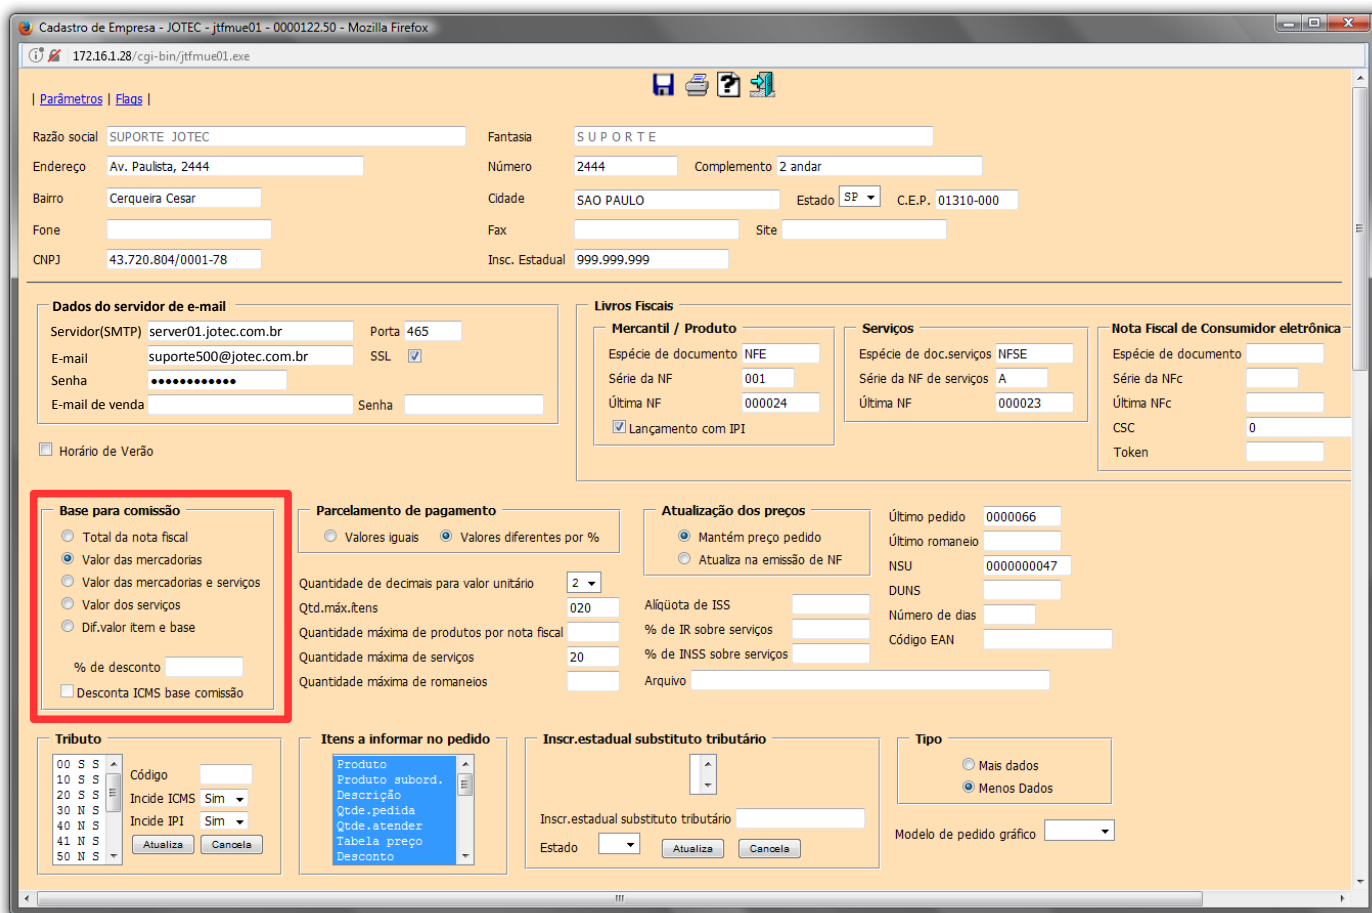 Cadastro de Empresa - JOTEC - jtfmue01 - 0000122.50 - Mozilla Firefox
172.16.1.28/cgi-bin/jtfmue01.exe
| Parâmetros | Flags |
Razão social SUPORTE JOTEC Fantasia S U P O R T E
Endereço Av. Paulista, 2444 Número 2444 Complemento 2 andar
Bairro Cerqueira Cesar Cidade SAO PAULO Estado SP C.E.P. 01310-000
Fone Fax Site
CNPJ 43.720.804/0001-78 Insc. Estadual 999.999.999
Dados do servidor de e-mail
Servidor(SMTP) server01.jotec.com.br Porta 465
E-mail suporte500@jotec.com.br SSL
Senha ••••••••••••
E-mail de venda Senha
Horário de Verão
Livros Fiscais
Mercantil / Produto
Espécie de documento NFE
Série da NF 001
Última NF 000024
Lançamento com IPI
Serviços
Espécie de doc.serviços NFSE
Série da NF de serviços A
Última NF 000023
Nota Fiscal de Consumidor eletrônica
Espécie de documento
Série da NFc
Última NFc
CSC 0
Token
Base para comissão
Total da nota fiscal
Valor das mercadorias
Valor das mercadorias e serviços
Valor dos serviços
Dif.valor item e base
% de desconto
Desconta ICMS base comissão
Parcelamento de pagamento
Valores iguais Valores diferentes por %
Quantidade de decimais para valor unitário 2
Qtd.máx.ítens 020
Quantidade máxima de produtos por nota fiscal
Quantidade máxima de serviços 20
Quantidade máxima de romaneios
Atualização dos preços
Mantém preço pedido
Atualiza na emissão de NF
Alíqüota de ISS
% de IR sobre serviços
% de INSS sobre serviços
Arquivo
Último pedido 0000066
Último romaneio
NSU 0000000047
DUNS
Número de dias
Código EAN
Tributo
00 S S
10 S S
20 S S
30 N S
40 N S
41 N S
50 N S
Código
Incide ICMS Sim
Incide IPI Sim
Atualiza Cancela
Itens a informar no pedido
Produto
Produto subord.
Descrição
Qtde.pedida
Qtde.atender
Tabela preço
Desconto
Inscr.estadual substituto tributário
Inscr.estadual substituto tributário
Estado Atualiza Cancela
Tipo
Mais dados
Menos Dados
Modelo de pedido gráfico